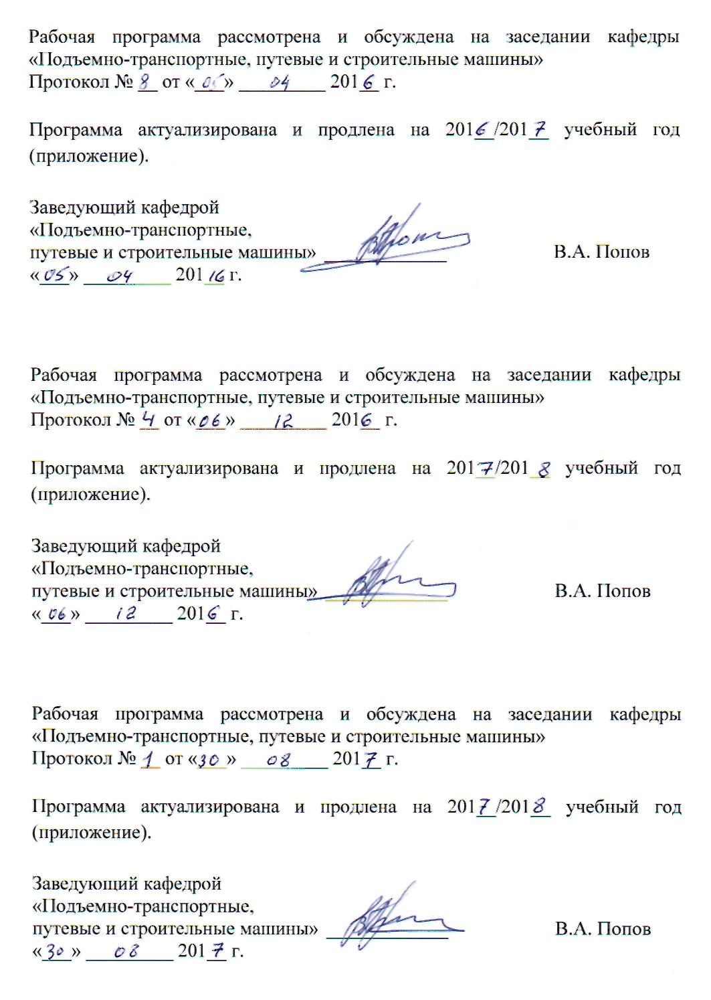 Рабочая программа рассмотрена и обсуждена на заседании кафедры
«Подъемно-транспортные, путевые и строительные машины»
Протокол № 8 от «05» 04 2016 г.
Программа актуализирована и продлена на 2016/2017 учебный год
(приложение).
Заведующий кафедрой
«Подъемно-транспортные,
путевые и строительные машины» В.А. Попов
«05» 04 20116 г.
Рабочая программа рассмотрена и обсуждена на заседании кафедры
«Подъемно-транспортные, путевые и строительные машины»
Протокол № 4 от «06» 12 2016 г.
Программа актуализирована и продлена на 2017/2018 учебный год
(приложение).
Заведующий кафедрой
«Подъемно-транспортные,
путевые и строительные машины» В.А. Попов
«06» 12 2016 г.
Рабочая программа рассмотрена и обсуждена на заседании кафедры
«Подъемно-транспортные, путевые и строительные машины»
Протокол № 1 от «30» 08 2017 г.
Программа актуализирована и продлена на 2017/2018 учебный год
(приложение).
Заведующий кафедрой
«Подъемно-транспортные,
путевые и строительные машины» В.А. Попов
«30» 08 2017 г.